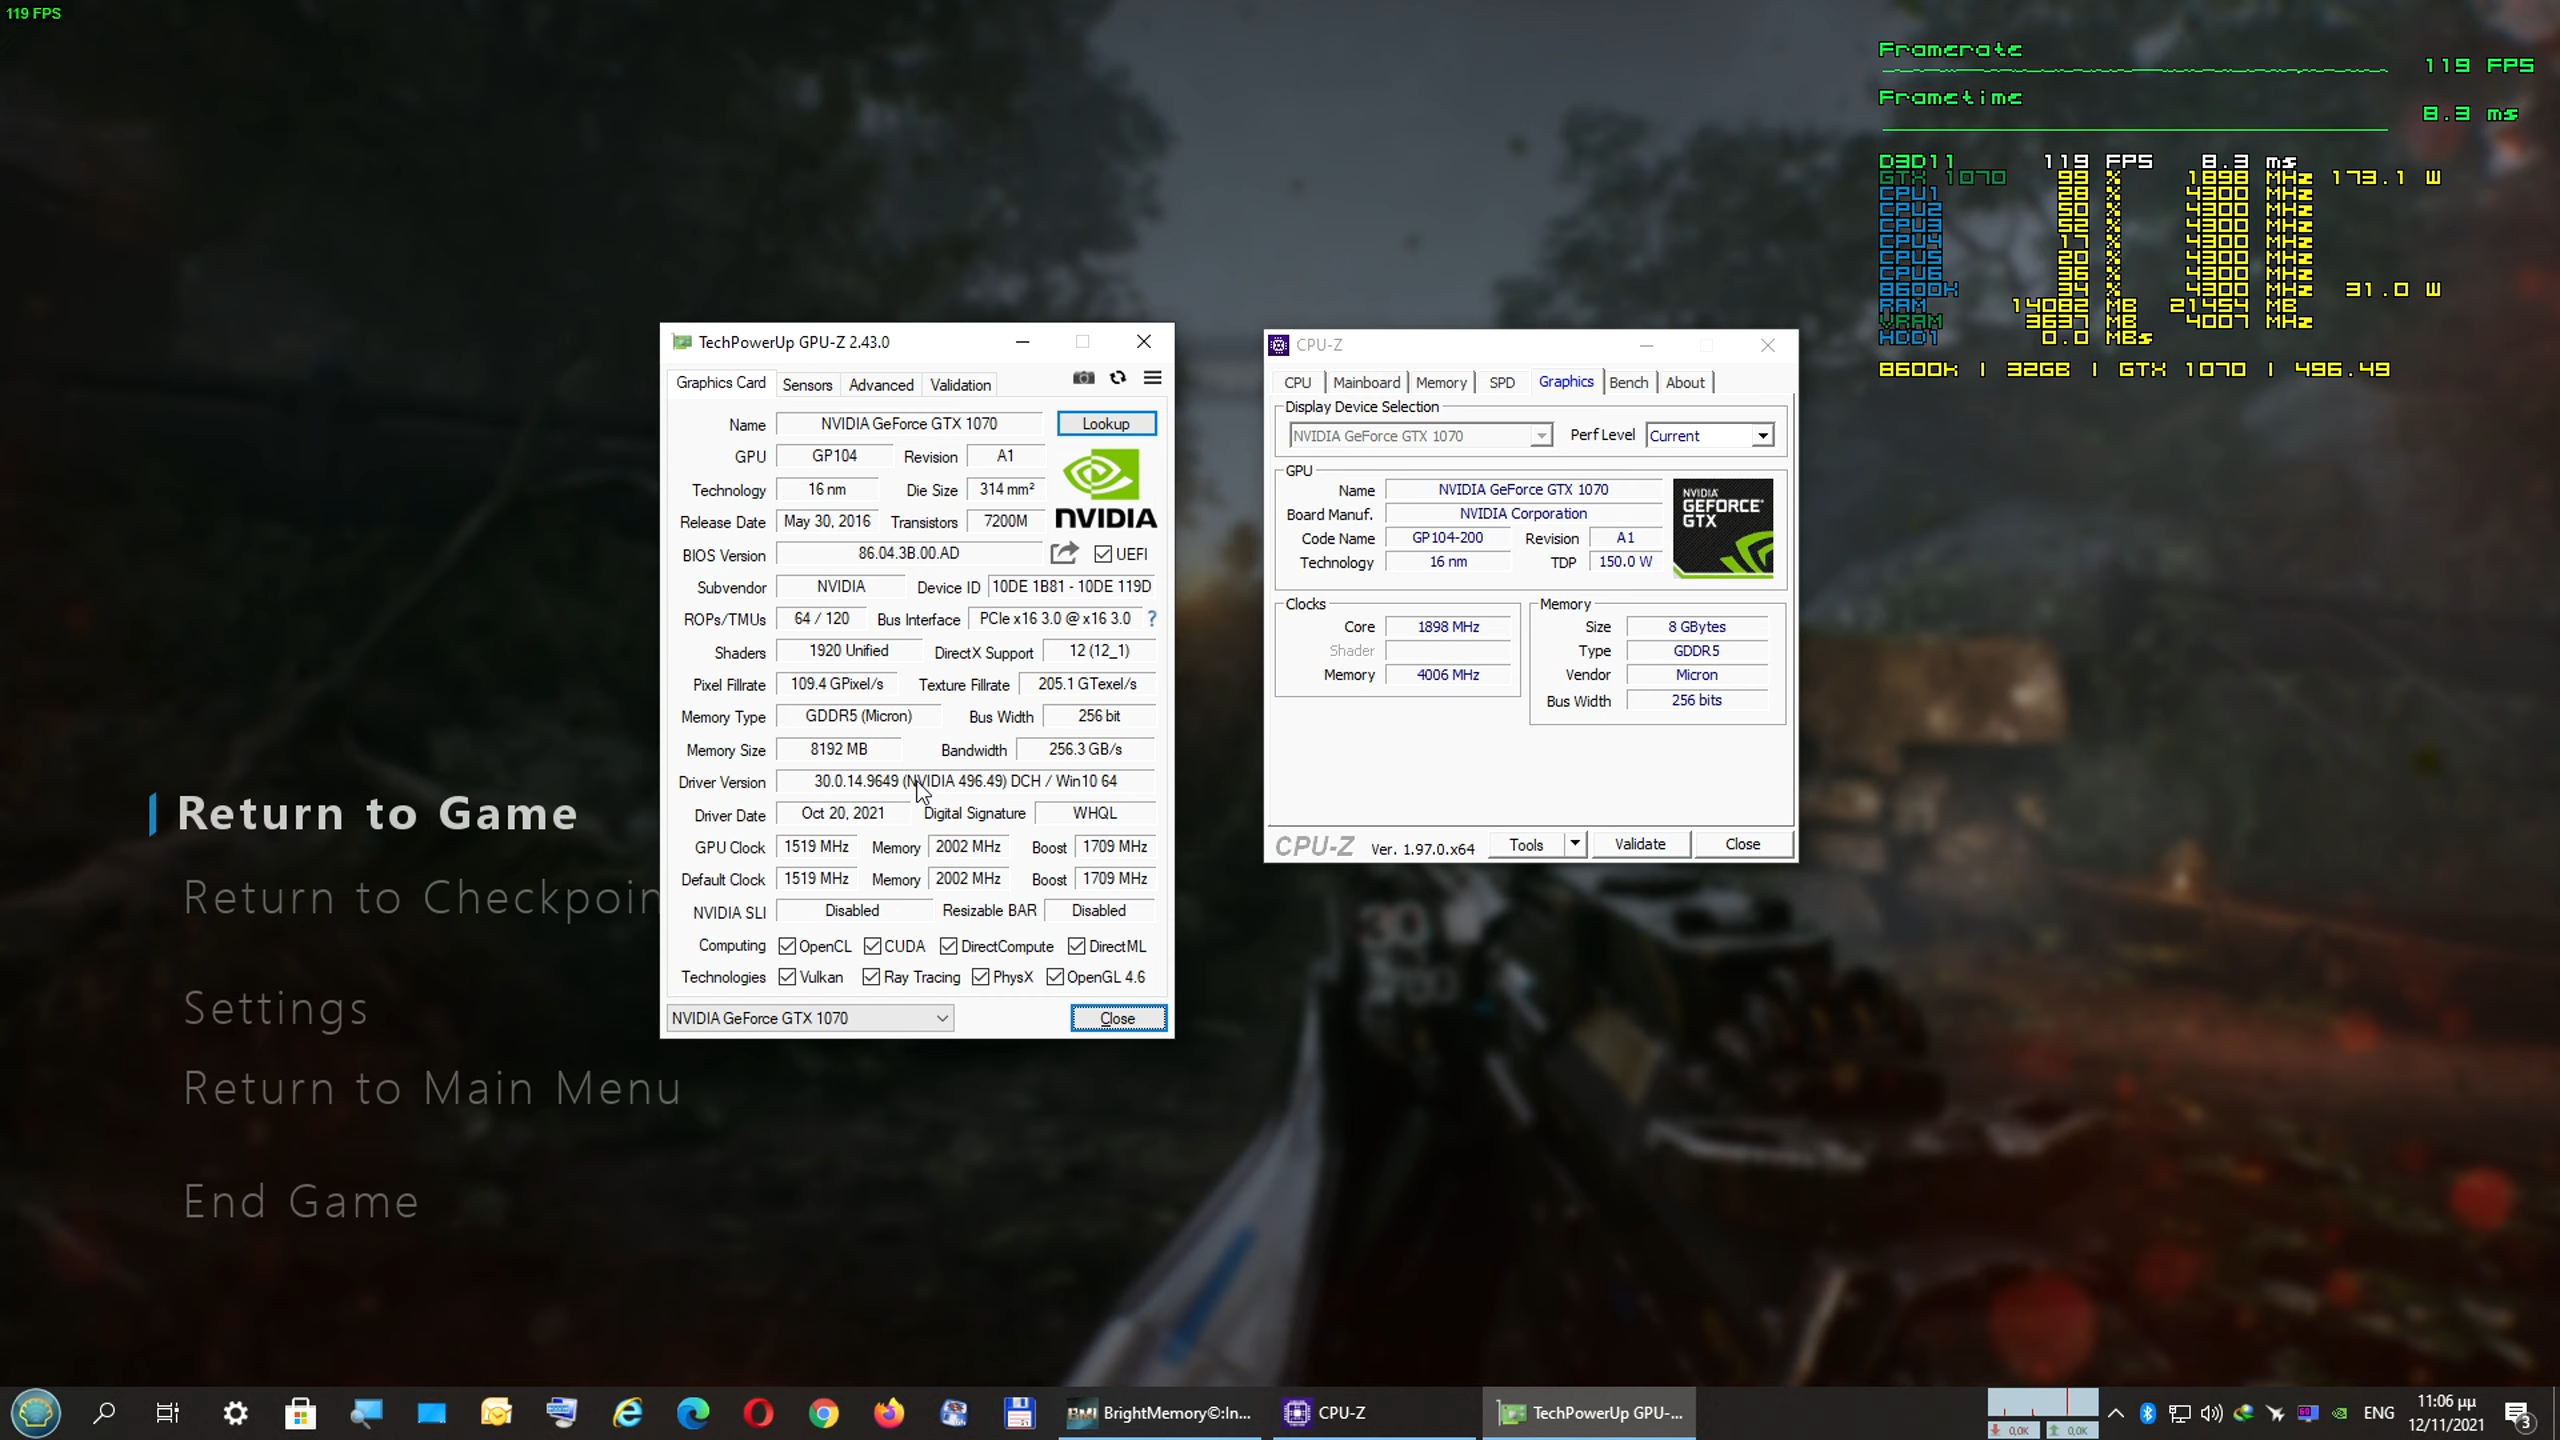 119 FPS
Framerate
119 FPS
Frametime
8.3 ms
D3D11 119 FPS 8.3 ms
GTX 1070 99 % 1898 MHz 173.1 W
CPU1 28 % 4300 MHz
CPU2 50 % 4300 MHz
CPU3 52 % 4300 MHz
CPU4 17 % 4300 MHz
CPU5 20 % 4300 MHz
CPU6 36 % 4300 MHz
8600K 34 % 4300 MHz 31.0 W
RAM 14082 MB 21454 MB
VRAM 3637 MB 4007 MHz
HDD1 0.0 MBs
8600K | 32GB | GTX 1070 | 496.49
TechPowerUp GPU-Z 2.43.0
Graphics Card Sensors Advanced Validation
Name NVIDIA GeForce GTX 1070 Lookup
GPU GP104 Revision A1
Technology 16 nm Die Size 314 mm²
Release Date May 30, 2016 Transistors 7200M
NVIDIA
BIOS Version 86.04.3B.00.AD UEFI
Subvendor NVIDIA Device ID 10DE 1B81 - 10DE 119D
ROPs/TMUs 64 / 120 Bus Interface PCIe x16 3.0 @ x16 3.0 ?
Shaders 1920 Unified DirectX Support 12 (12_1)
Pixel Fillrate 109.4 GPixel/s Texture Fillrate 205.1 GTexel/s
Memory Type GDDR5 (Micron) Bus Width 256 bit
Memory Size 8192 MB Bandwidth 256.3 GB/s
Driver Version 30.0.14.9649 (NVIDIA 496.49) DCH / Win10 64
Driver Date Oct 20, 2021 Digital Signature WHQL
GPU Clock 1519 MHz Memory 2002 MHz Boost 1709 MHz
Default Clock 1519 MHz Memory 2002 MHz Boost 1709 MHz
NVIDIA SLI Disabled Resizable BAR Disabled
Computing OpenCL CUDA DirectCompute DirectML
Technologies Vulkan Ray Tracing PhysX OpenGL 4.6
NVIDIA GeForce GTX 1070 Close
CPU-Z
CPU Mainboard Memory SPD Graphics Bench About
Display Device Selection
NVIDIA GeForce GTX 1070 Perf Level Current
GPU
Name NVIDIA GeForce GTX 1070
Board Manuf. NVIDIA Corporation
Code Name GP104-200 Revision A1
Technology 16 nm TDP 150.0 W
NVIDIA
GEFORCE
GTX
Clocks
Core 1898 MHz
Shader
Memory 4006 MHz
Memory
Size 8 GBytes
Type GDDR5
Vendor Micron
Bus Width 256 bits
CPU-Z Ver. 1.97.0.x64 Tools Validate Close
Return to Game
Return to Checkpoin
Settings
Return to Main Menu
End Game
30
BMI BrightMemory©:In... CPU-Z TechPowerUp GPU-...
0,0K 0,0K
60
ENG
11:06 μμ
12/11/2021
3